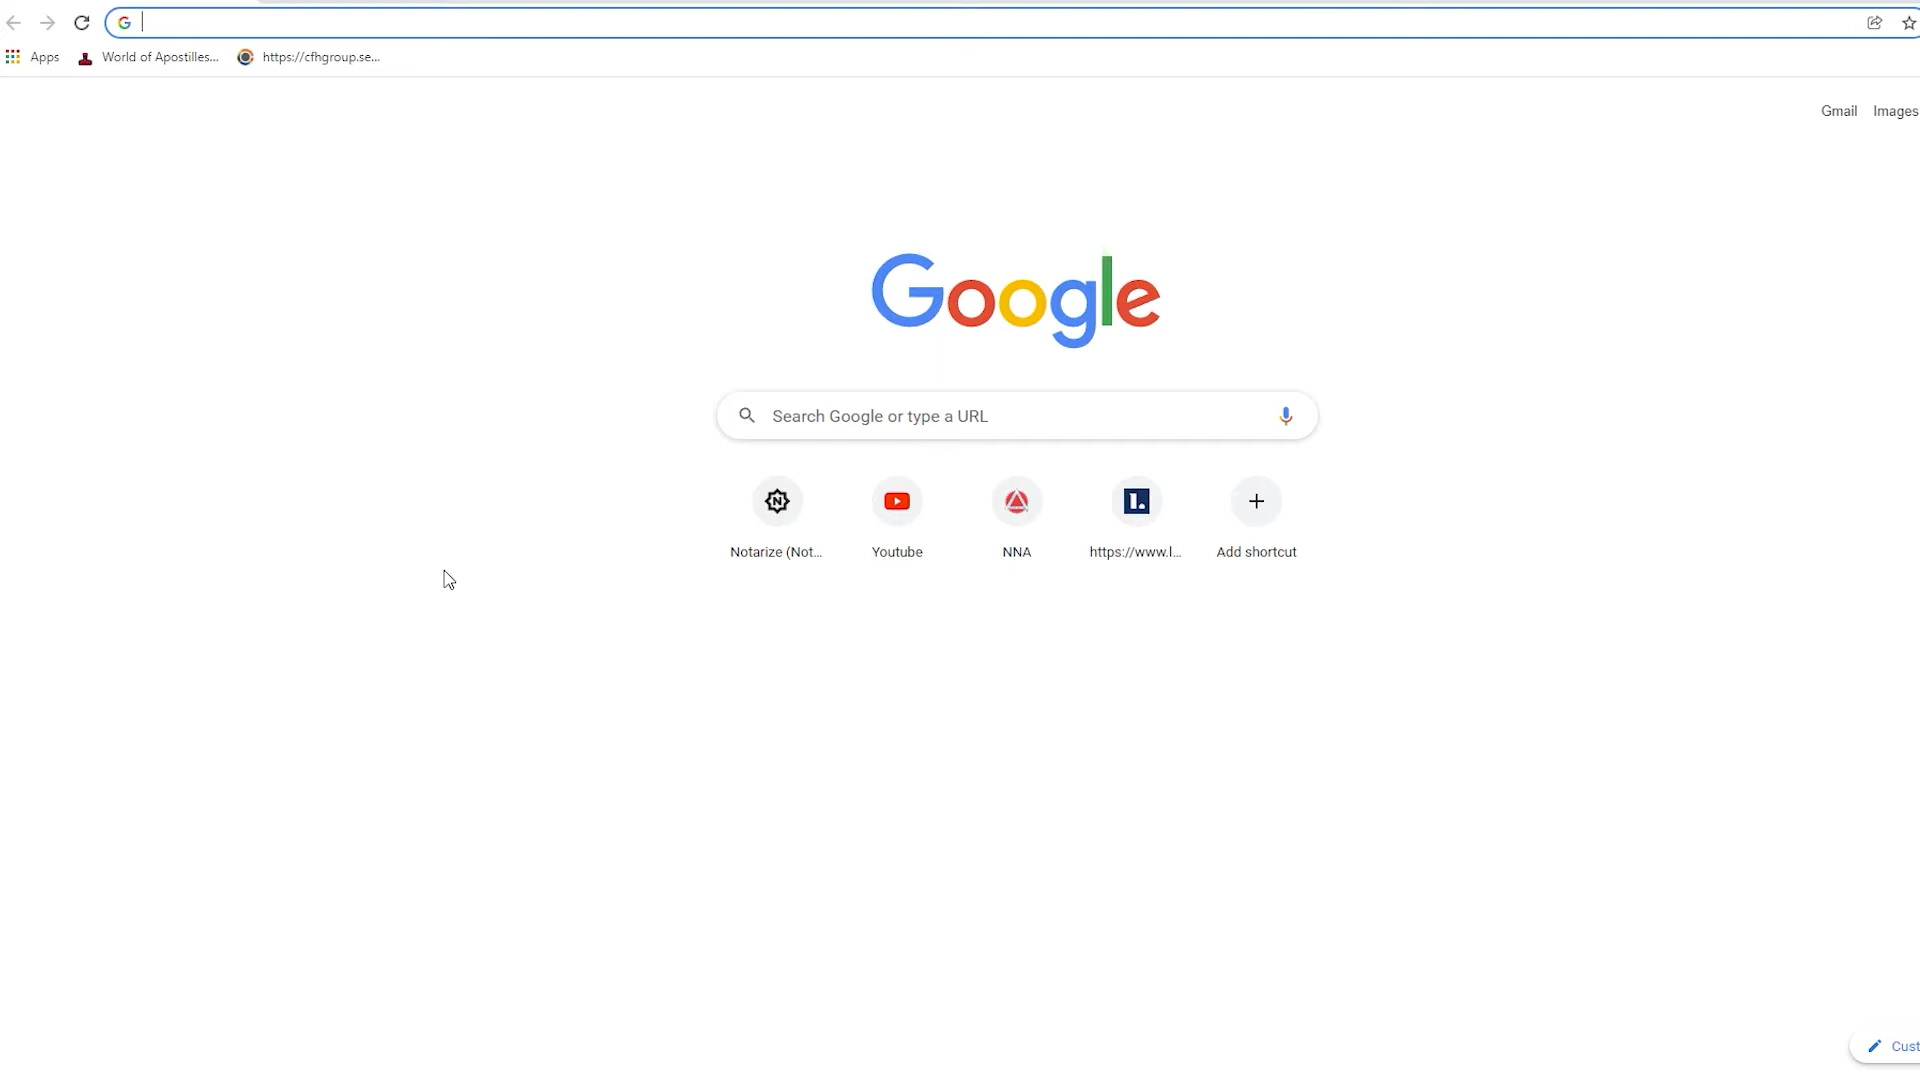 Apps World of Apostilles... https://cfhgroup.se...
Gmail Images
Google
Search Google or type a URL
Notarize (Not... Youtube NNA https://www.l... Add shortcut
Cust